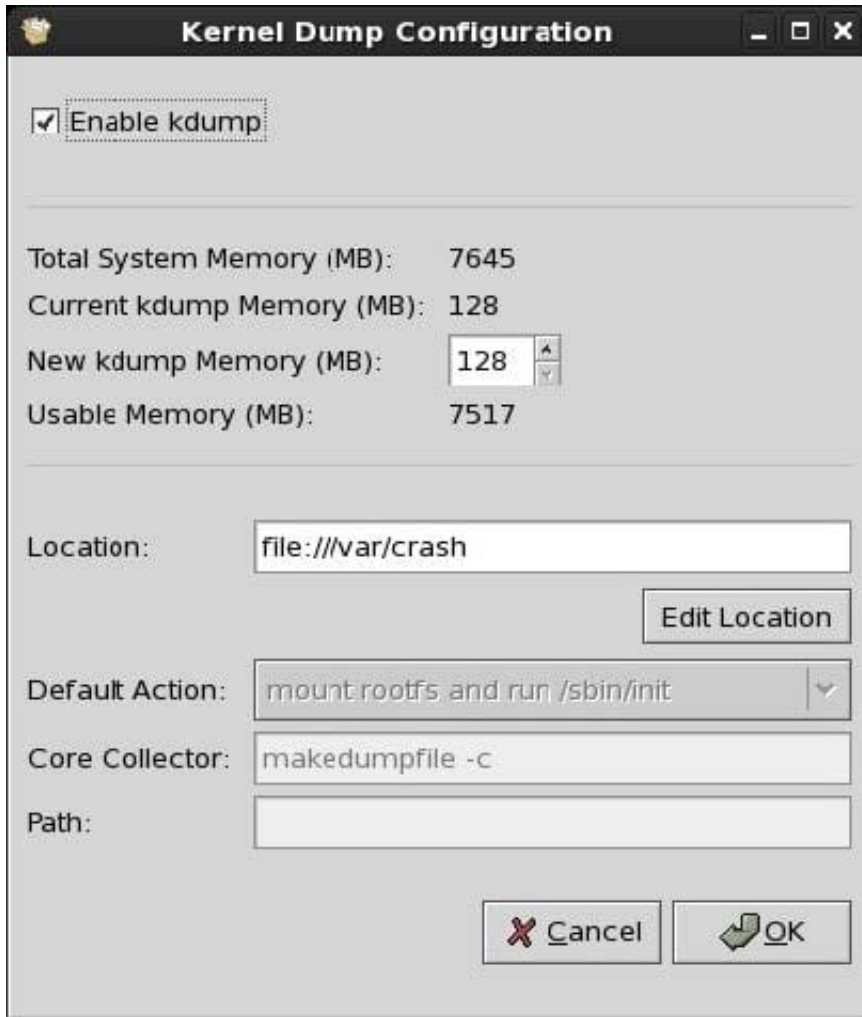 Kernel Dump Configuration
Enable kdump
Total System Memory (MB): 7645
Current kdump Memory (MB): 128
New kdump Memory (MB): 128
Usable Memory (MB): 7517
Location: file:///var/crash
Edit Location
Default Action: mount rootfs and run /sbin/init
Core Collector: makedumpfile -c
Path:
Cancel OK